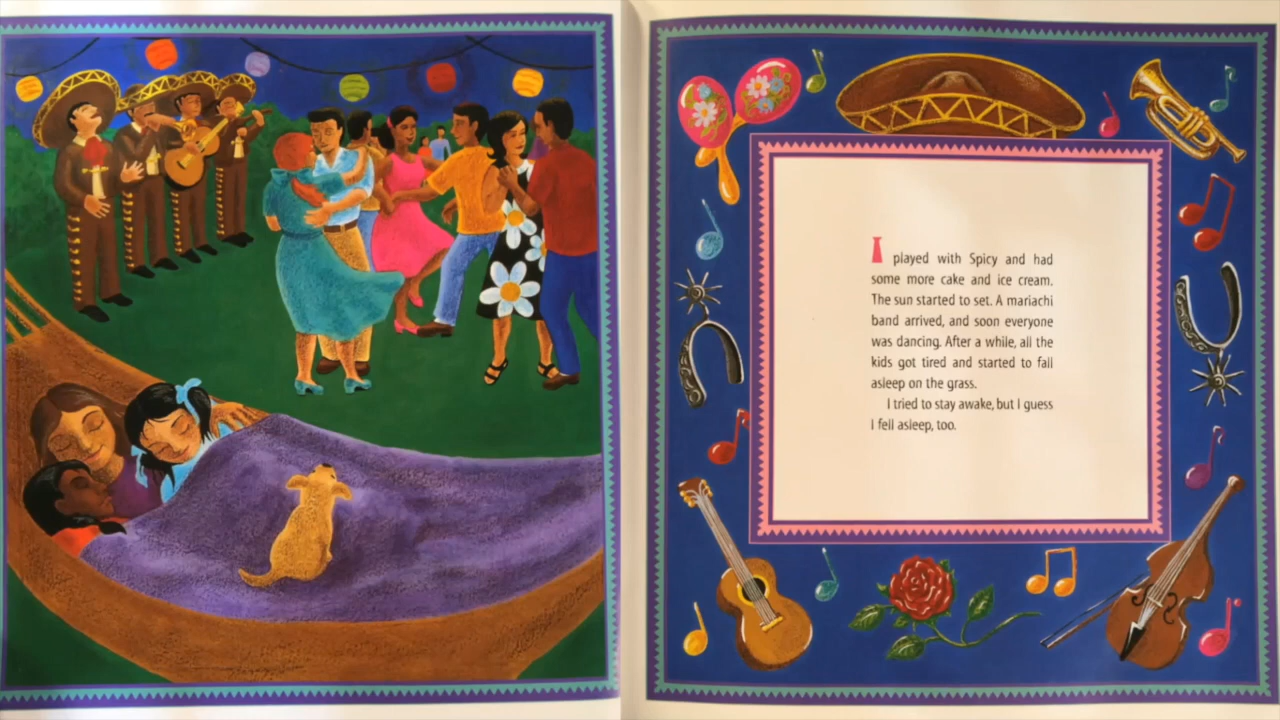 I played with Spicy and had
some more cake and ice cream.
The sun started to set. A mariachi
band arrived, and soon everyone
was dancing. After a while, all the
kids got tired and started to fall
asleep on the grass.
I tried to stay awake, but I guess
I fell asleep, too.